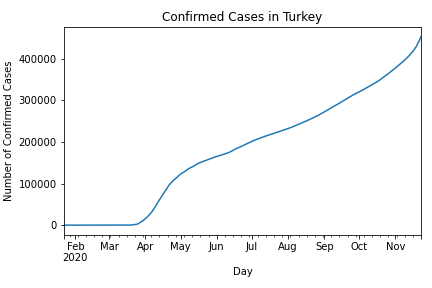 Confirmed Cases in Turkey
Number of Confirmed Cases
400000
300000
200000
100000
0
Feb Mar Apr May Jun Jul Aug Sep Oct Nov
2020
Day